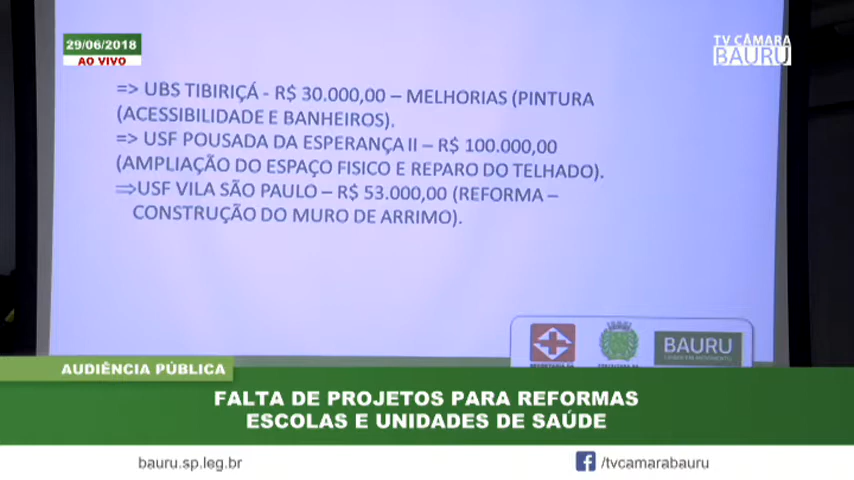 29/06/2018
AO VIVO
TV CÂMARA
BAURU
=> UBS TIBIRIÇÁ - R$ 30.000,00 – MELHORIAS (PINTURA
(ACESSIBILIDADE E BANHEIROS).
=> USF POUSADA DA ESPERANÇA II – R$ 100.000,00
(AMPLIAÇÃO DO ESPAÇO FISICO E REPARO DO TELHADO).
⇒USF VILA SÃO PAULO – R$ 53.000,00 (REFORMA –
CONSTRUÇÃO DO MURO DE ARRIMO).
BAURU
AUDIÊNCIA PÚBLICA
FALTA DE PROJETOS PARA REFORMAS
ESCOLAS E UNIDADES DE SAÚDE
bauru.sp.leg.br
/tvcamarabauru